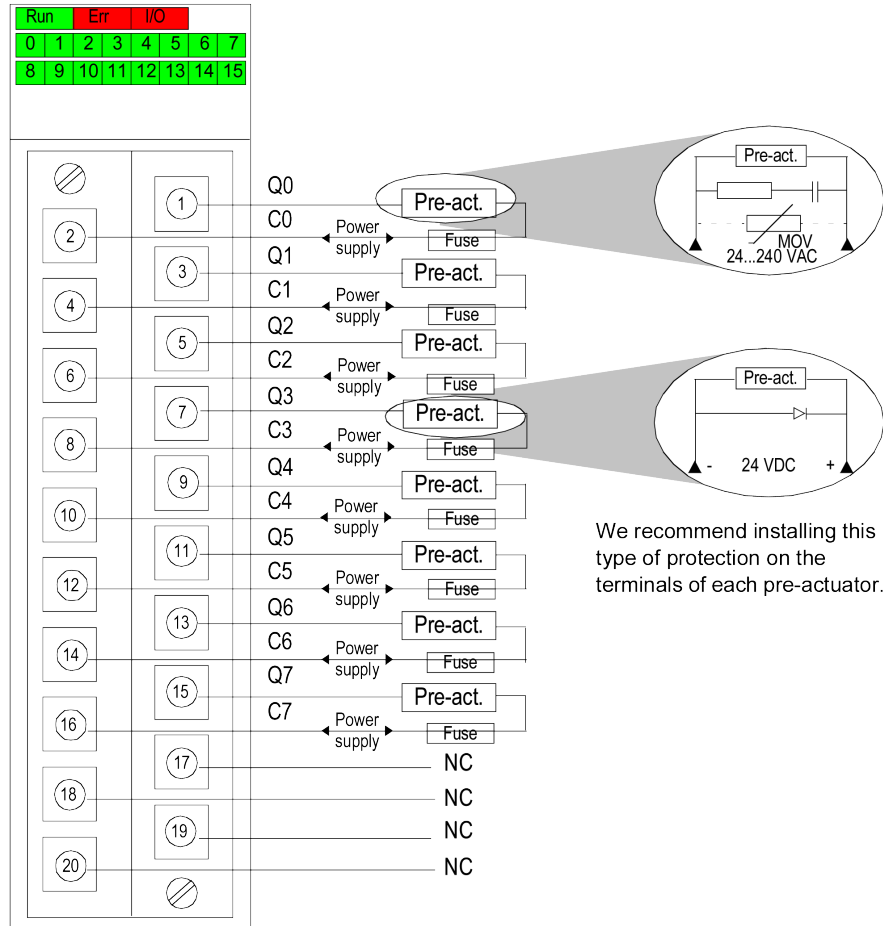 Run Err I/O
0 1 2 3 4 5 6 7
8 9 10 11 12 13 14 15
Q0
1
Pre-act.
C0
2
Power
supply
Fuse
Q1
3
Pre-act.
C1
4
Power
supply
Fuse
Q2
5
Pre-act.
C2
6
Power
supply
Fuse
Q3
7
Pre-act.
C3
8
Power
supply
Fuse
Q4
9
Pre-act.
C4
10
Power
supply
Fuse
Q5
11
Pre-act.
C5
12
Power
supply
Fuse
Q6
13
Pre-act.
C6
14
Power
supply
Fuse
Q7
15
Pre-act.
C7
16
Power
supply
Fuse
17
NC
18
NC
19
NC
20
NC
Pre-act.
MOV
24...240 VAC
Pre-act.
- 24 VDC +
We recommend installing this
type of protection on the
terminals of each pre-actuator.